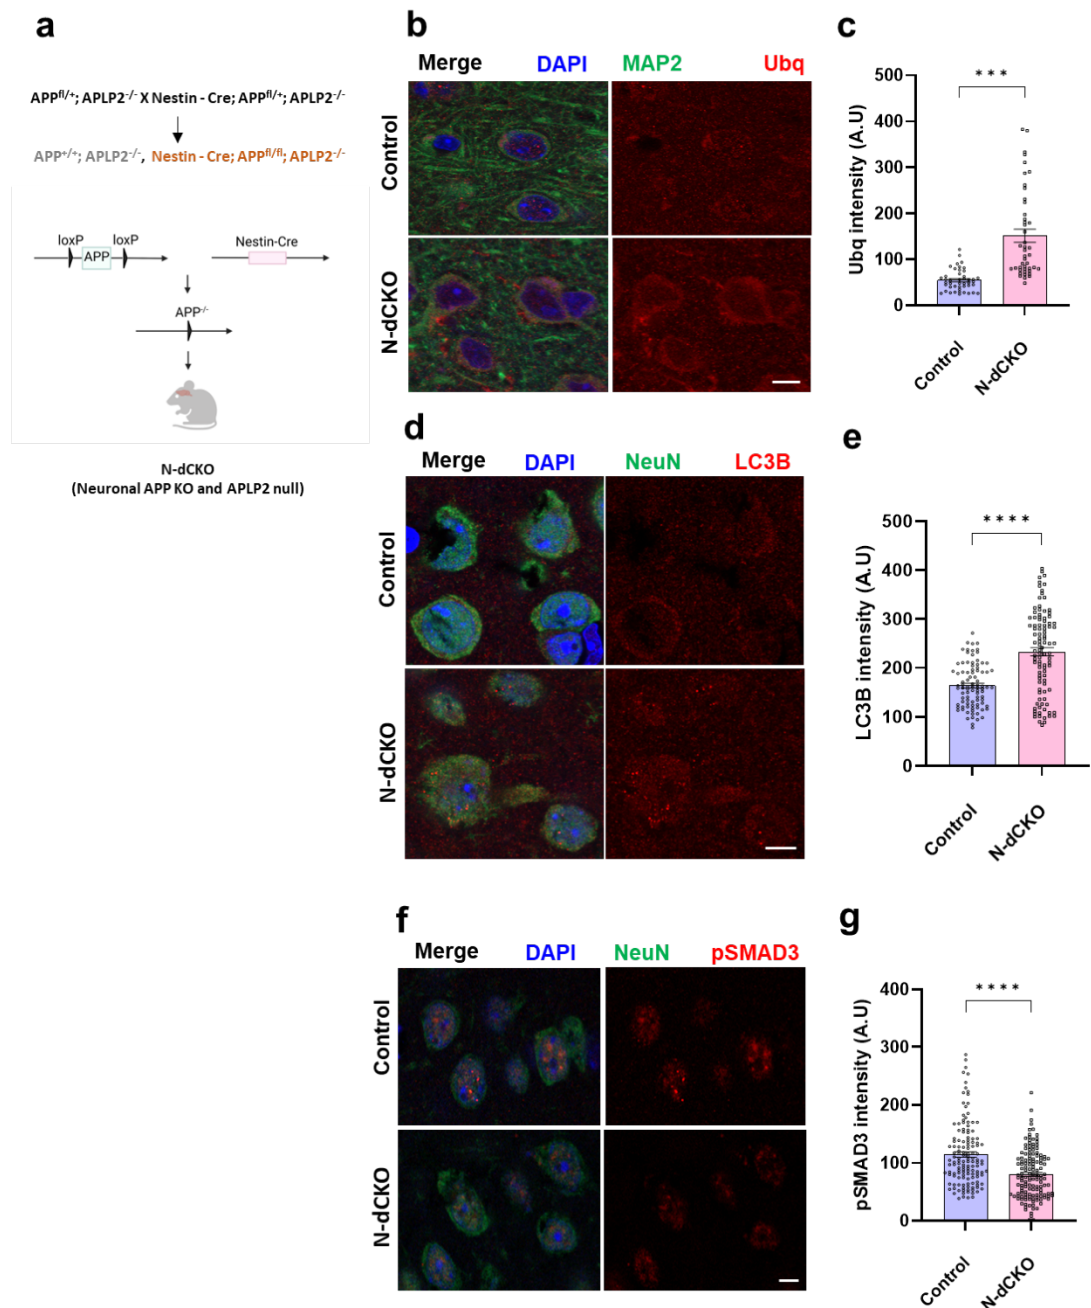 a
APPfl/+; APLP2-/- X Nestin - Cre; APPfl/+; APLP2-/-
APP+/+; APLP2-/-, Nestin - Cre; APPfl/fl; APLP2-/-
loxP loxP
APP
Nestin-Cre
APP-/-
N-dCKO
(Neuronal APP KO and APLP2 null)
b
Merge DAPI MAP2 Ubq
Control
N-dCKO
c
Ubq intensity (A.U)
500
400
300
200
100
0
***
Control
N-dCKO
d
Merge DAPI NeuN LC3B
Control
N-dCKO
e
LC3B intensity (A.U)
500
400
300
200
100
0
****
Control
N-dCKO
f
Merge DAPI NeuN pSMAD3
Control
N-dCKO
g
pSMAD3 intensity (A.U)
400
300
200
100
0
****
Control
N-dCKO